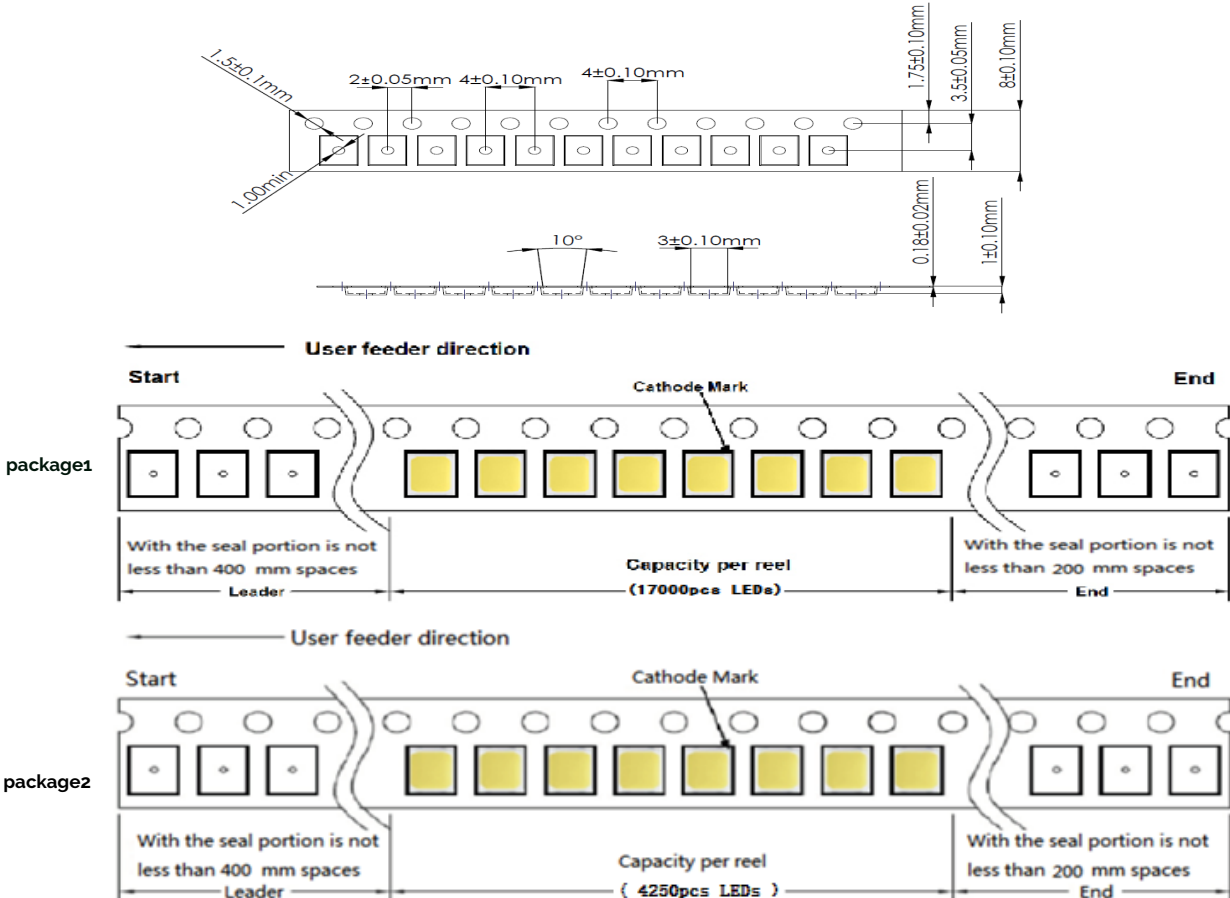 1.5±0.1mm
2±0.05mm
4±0.10mm
4±0.10mm
1.75±0.10mm
3.5±0.05mm
8±0.10mm
1.00min
10°
3±0.10mm
0.18±0.02mm
1±0.10mm
User feeder direction
Start
Cathode Mark
End
package1
With the seal portion is not
less than 400 mm spaces
Leader
Capacity per reel
(17000pcs LEDs)
With the seal portion is not
less than 200 mm spaces
End
User feeder direction
Start
Cathode Mark
End
package2
With the seal portion is not
less than 400 mm spaces
Leader
Capacity per reel
( 4250pcs LEDs )
With the seal portion is not
less than 200 mm spaces
End